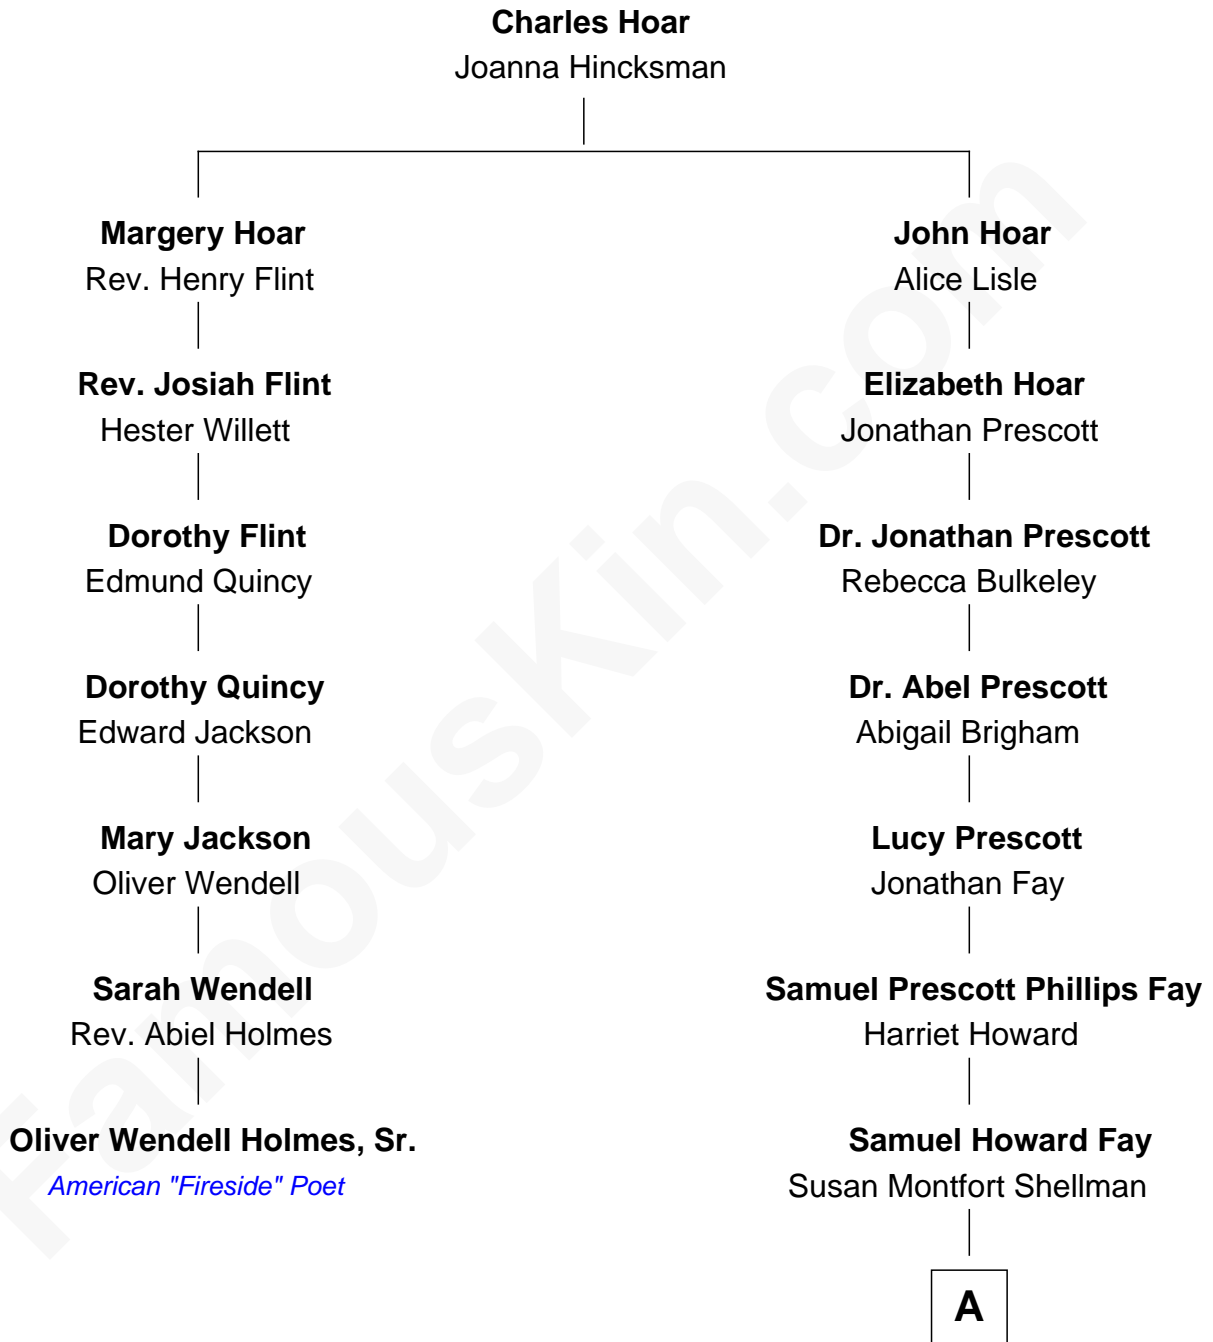 Charles Hoar
Joanna Hincksman
Margery Hoar
Rev. Henry Flint
John Hoar
Alice Lisle
Rev. Josiah Flint
Hester Willett
Elizabeth Hoar
Jonathan Prescott
Dorothy Flint
Edmund Quincy
Dr. Jonathan Prescott
Rebecca Bulkeley
Dorothy Quincy
Edward Jackson
Dr. Abel Prescott
Abigail Brigham
Mary Jackson
Oliver Wendell
Lucy Prescott
Jonathan Fay
Sarah Wendell
Rev. Abiel Holmes
Samuel Prescott Phillips Fay
Harriet Howard
Oliver Wendell Holmes, Sr.
American "Fireside" Poet
Samuel Howard Fay
Susan Montfort Shellman
A
FamousKin.com